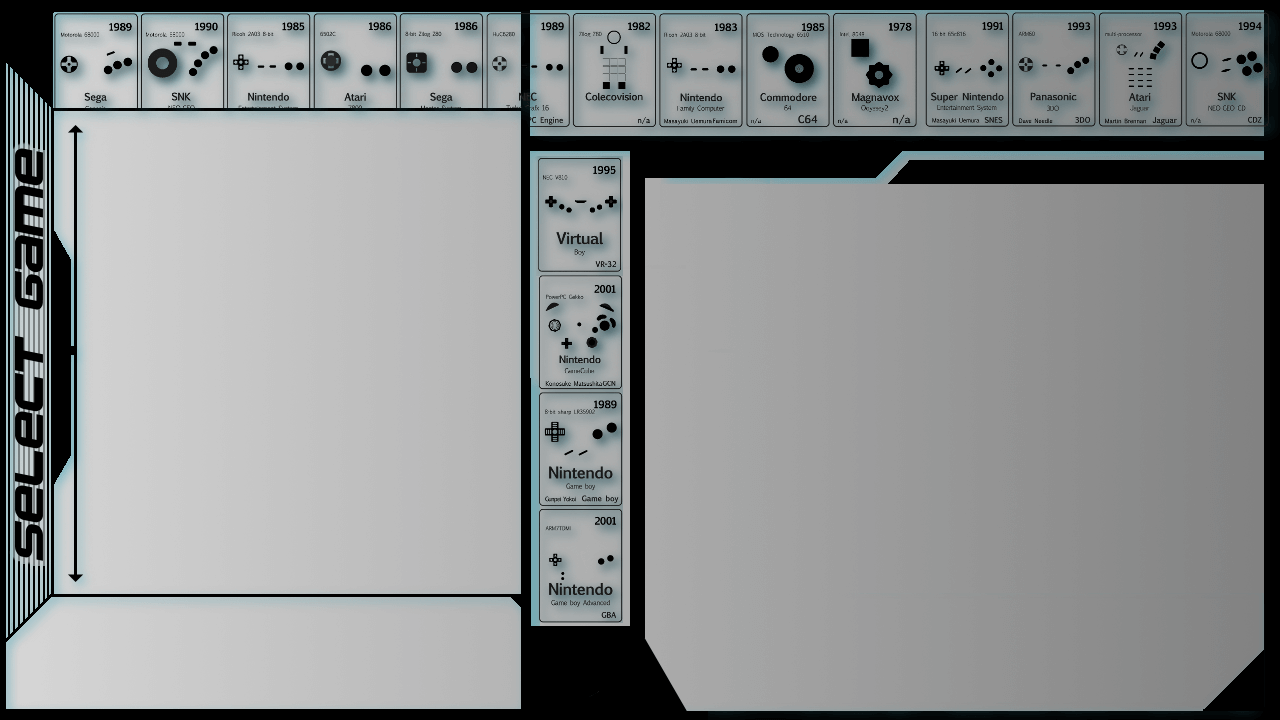 SELECT GAME
1989
Motorola 68000
Sega
1990
Motorola 68000
SNK
NEO GEO
1985
Ricoh 2A03 8-bit
Nintendo
Entertainment System
1986
6502C
Atari
7800
1986
8-bit Zilog Z80
Sega
Master System
1989
HuC6280
NEC
PC Engine
1982
Zilog Z80
Colecovision
n/a
1983
Ricoh 2A03 8-bit
Nintendo
Family Computer
Masayuki Uemura Famicom
1985
MOS Technology 6510
Commodore
64
n/a C64
1978
Intel 8048
Magnavox
Odyssey2
n/a n/a
1991
16-bit 65c816
Super Nintendo
Entertainment System
Masayuki Uemura SNES
1993
ARM60
Panasonic
3DO
Dave Needle 3DO
1993
multi-processor
Atari
Jaguar
Martin Brennan Jaguar
1994
Motorola 68000
SNK
NEO GEO CD
n/a CDZ
1995
NEC V810
Virtual
Boy
VR-32
2001
PowerPC Gekko
Nintendo
GameCube
Konosuke Matsushita GCN
1989
8-bit sharp LR35902
Nintendo
Game boy
Gunpei Yokoi Game boy
2001
ARM7TDMI
Nintendo
Game boy Advanced
GBA